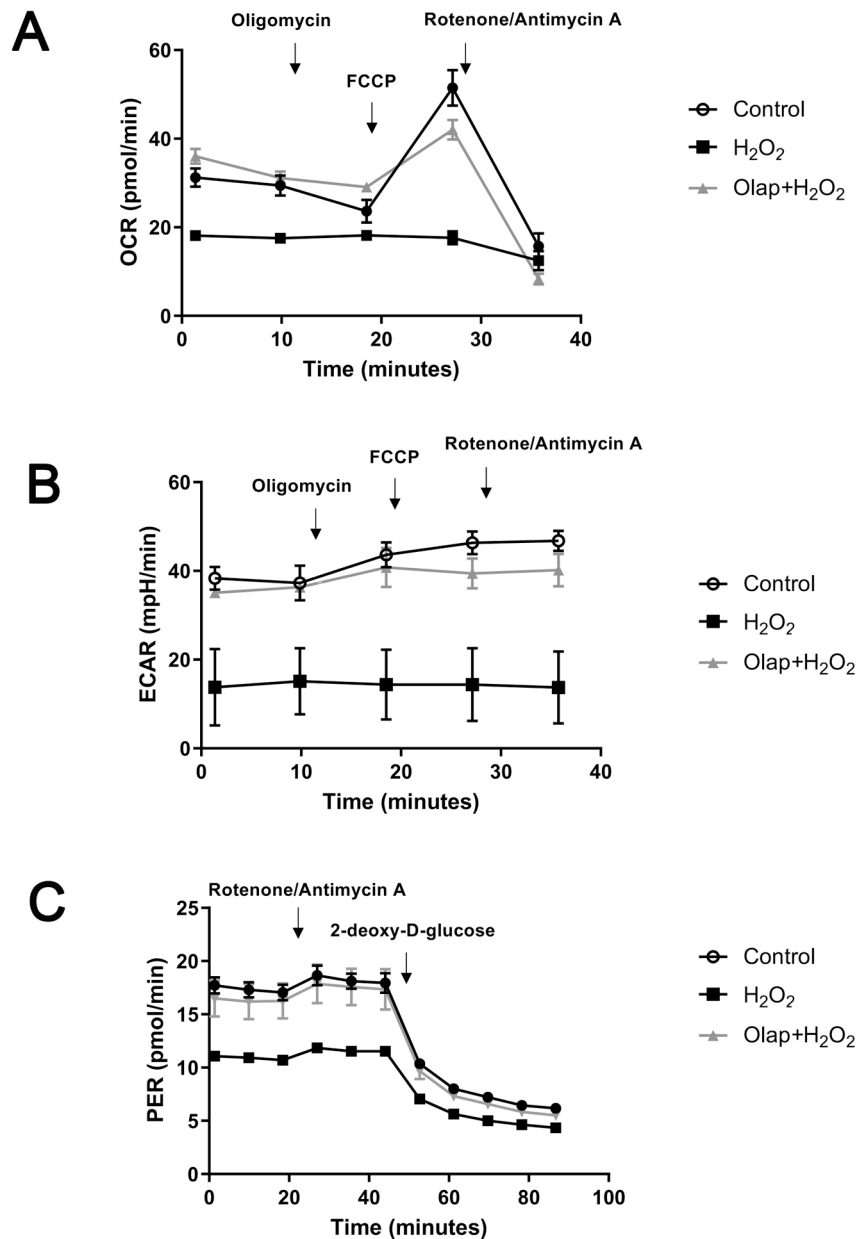 A
Oligomycin
Rotenone/Antimycin A
FCCP
60
40
20
0
OCR (pmol/min)
0 10 20 30 40
Time (minutes)
Control
H₂O₂
Olap+H₂O₂
B
Rotenone/Antimycin A
FCCP
Oligomycin
60
40
20
0
ECAR (mpH/min)
0 10 20 30 40
Time (minutes)
Control
H₂O₂
Olap+H₂O₂
C
Rotenone/Antimycin A
2-deoxy-D-glucose
25
20
15
10
5
0
PER (pmol/min)
0 20 40 60 80 100
Time (minutes)
Control
H₂O₂
Olap+H₂O₂